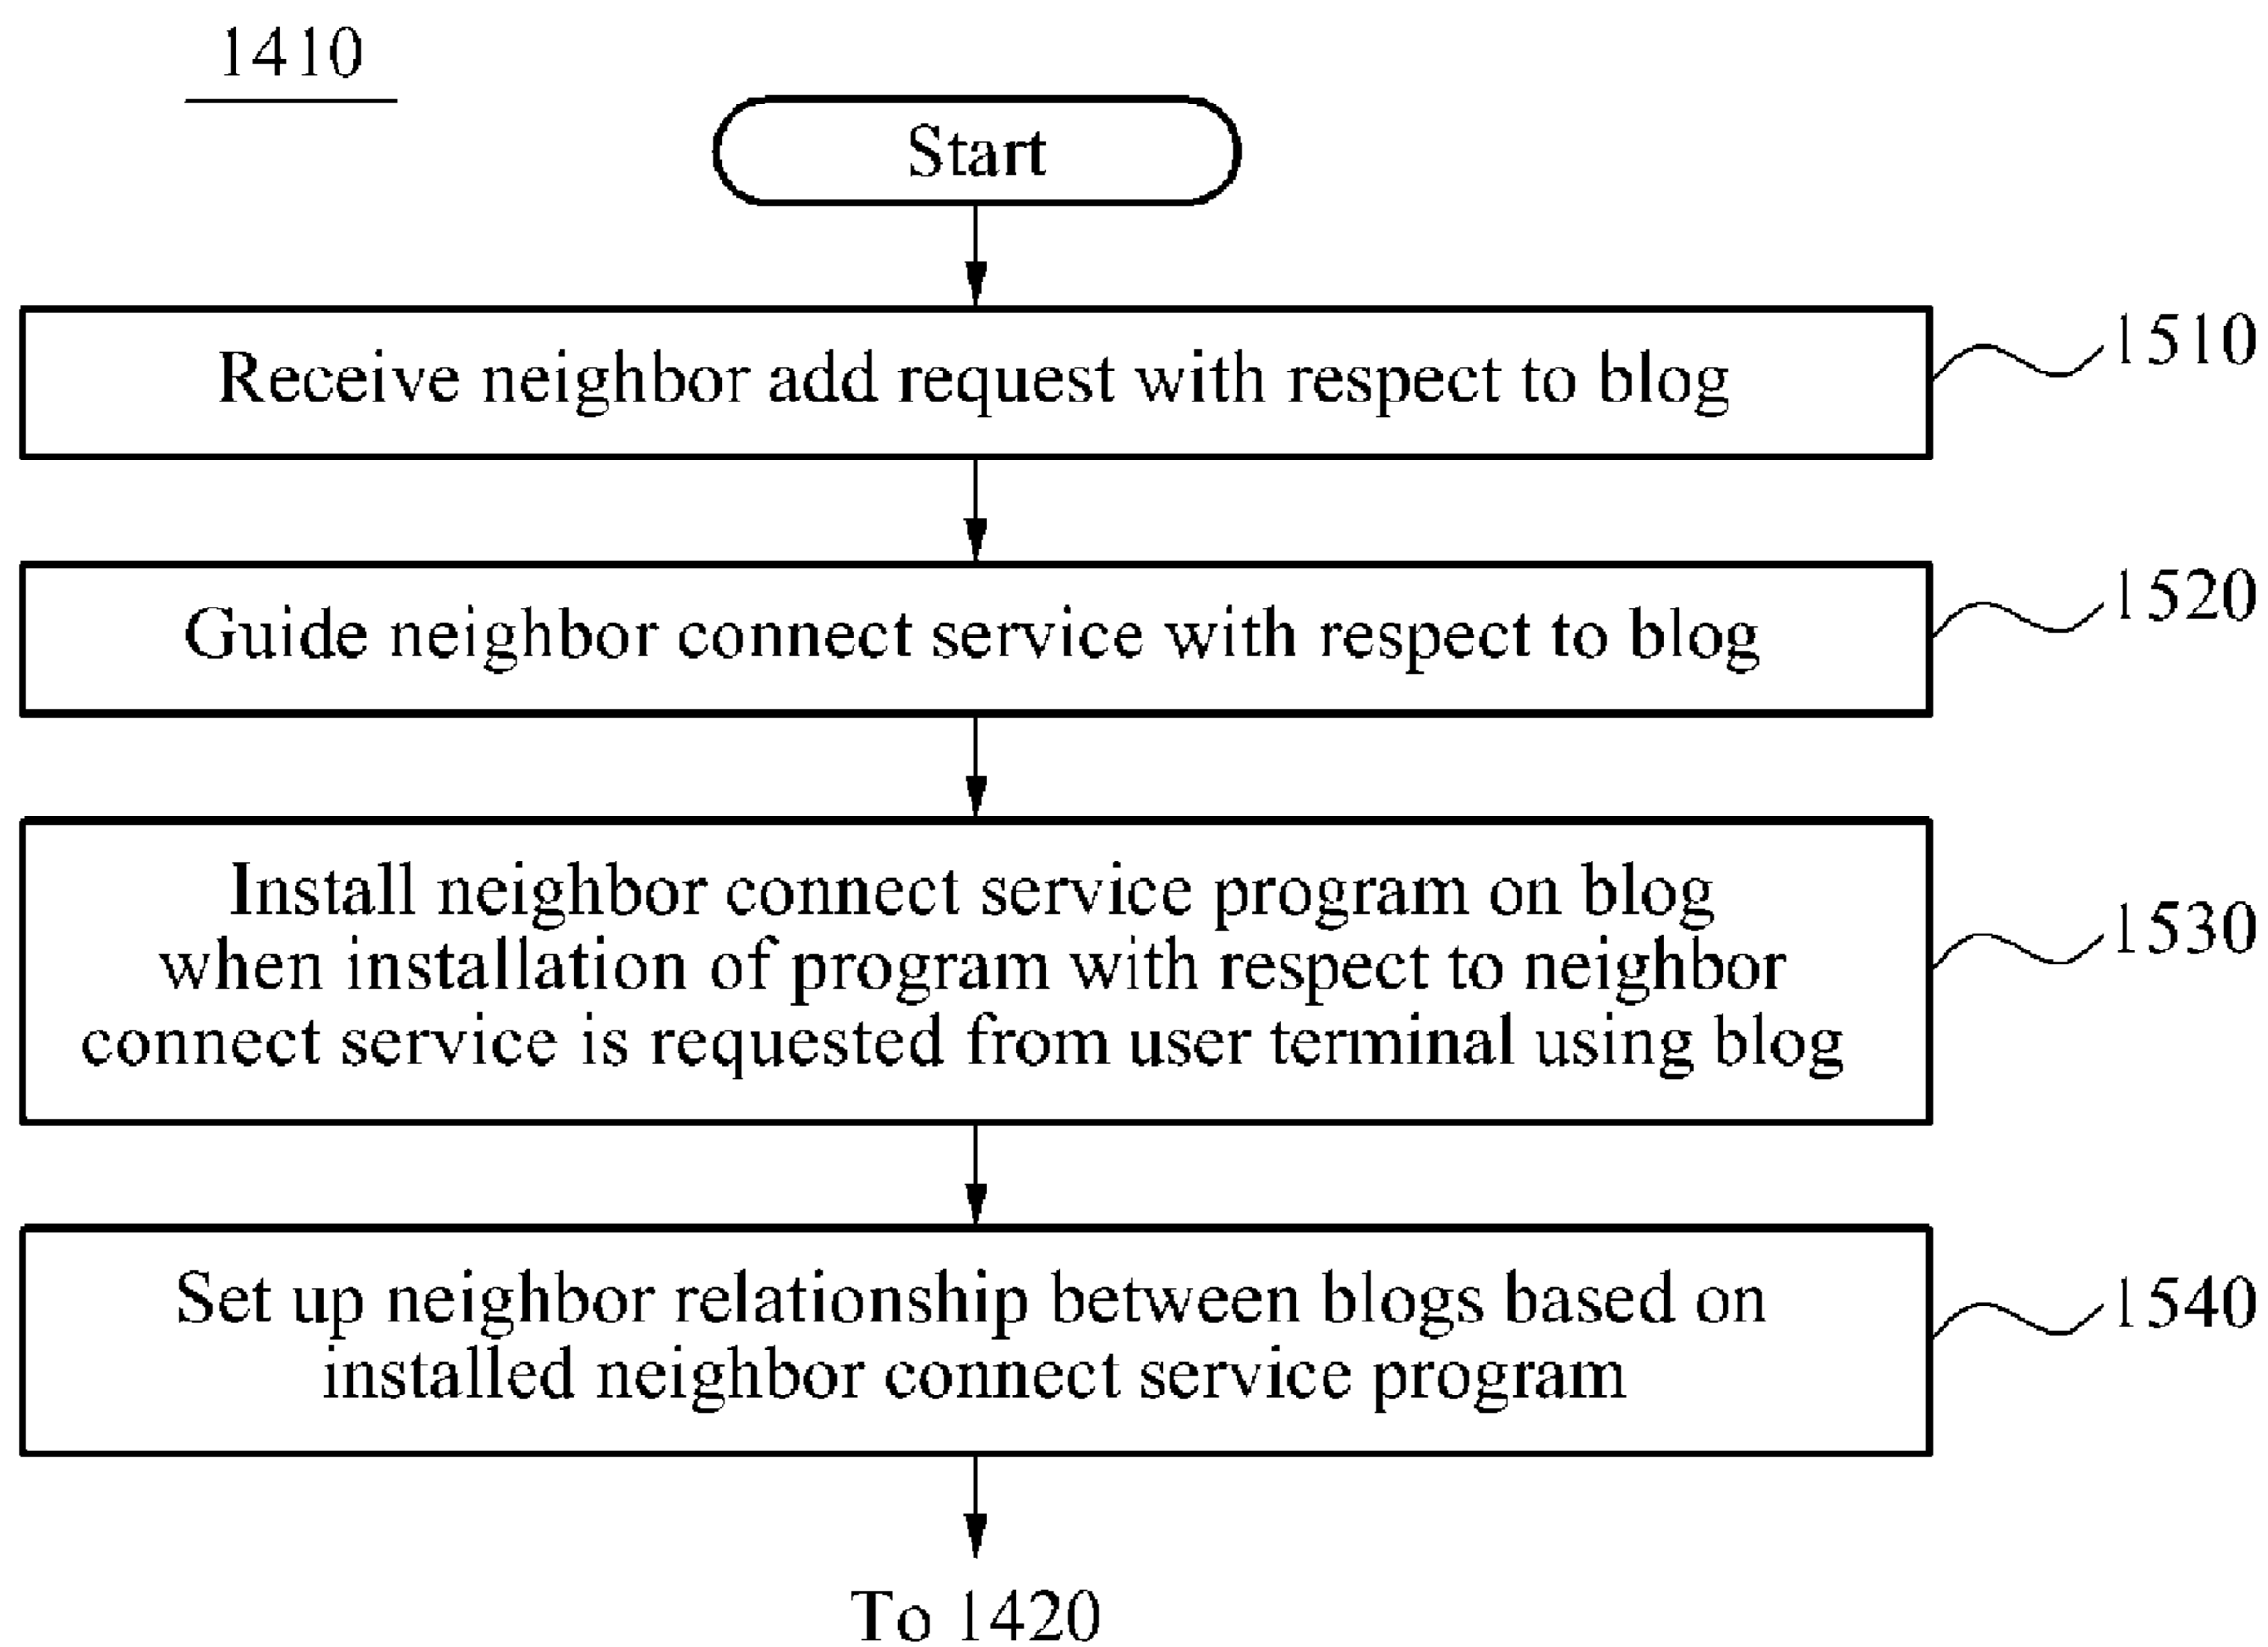 1410
Start
Receive neighbor add request with respect to blog
1510
Guide neighbor connect service with respect to blog
1520
Install neighbor connect service program on blog
when installation of program with respect to neighbor
connect service is requested from user terminal using blog
1530
Set up neighbor relationship between blogs based on
installed neighbor connect service program
1540
To 1420